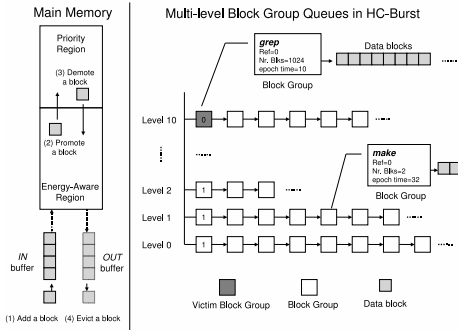 Main Memory
Priority
Region
(3) Demote
a block
(2) Promote
a block
Energy-Aware
Region
IN
buffer
OUT
buffer
(1) Add a block
(4) Evict a block
Multi-level Block Group Queues in HC-Burst
grep
Ref=0
Nr. Blks=1024
epoch time=10
Block Group
Data blocks
Level 10
0
make
Ref=0
Nr. Blks=2
epoch time=32
Block Group
Level 2
1
Level 1
1
Level 0
1
Victim Block Group
Block Group
Data block